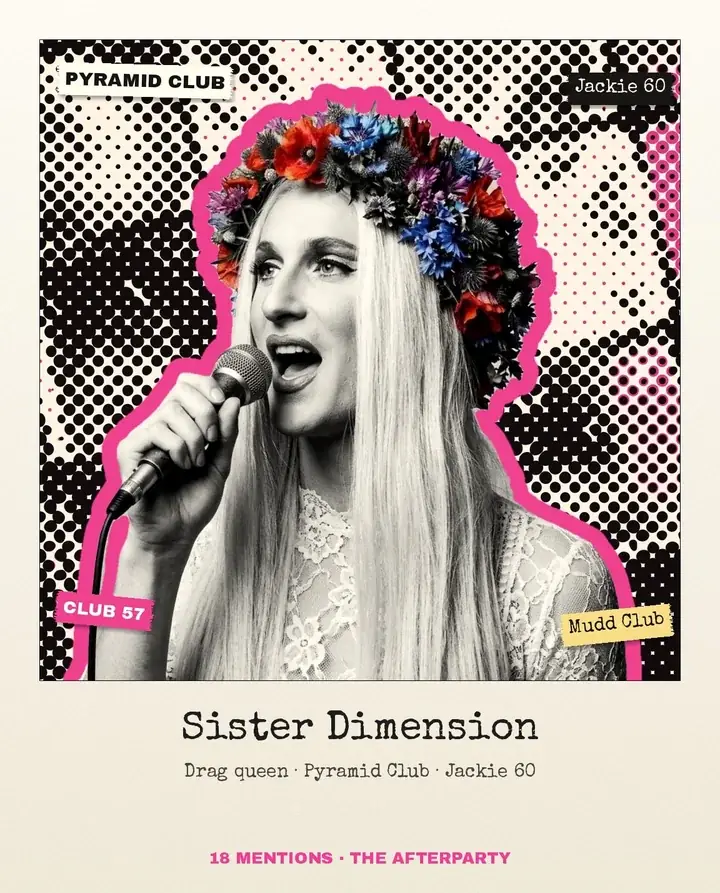 PYRAMID CLUB
Jackie 60
CLUB 57
Mudd Club
Sister Dimension
Drag queen · Pyramid Club · Jackie 60
18 MENTIONS · THE AFTERPARTY